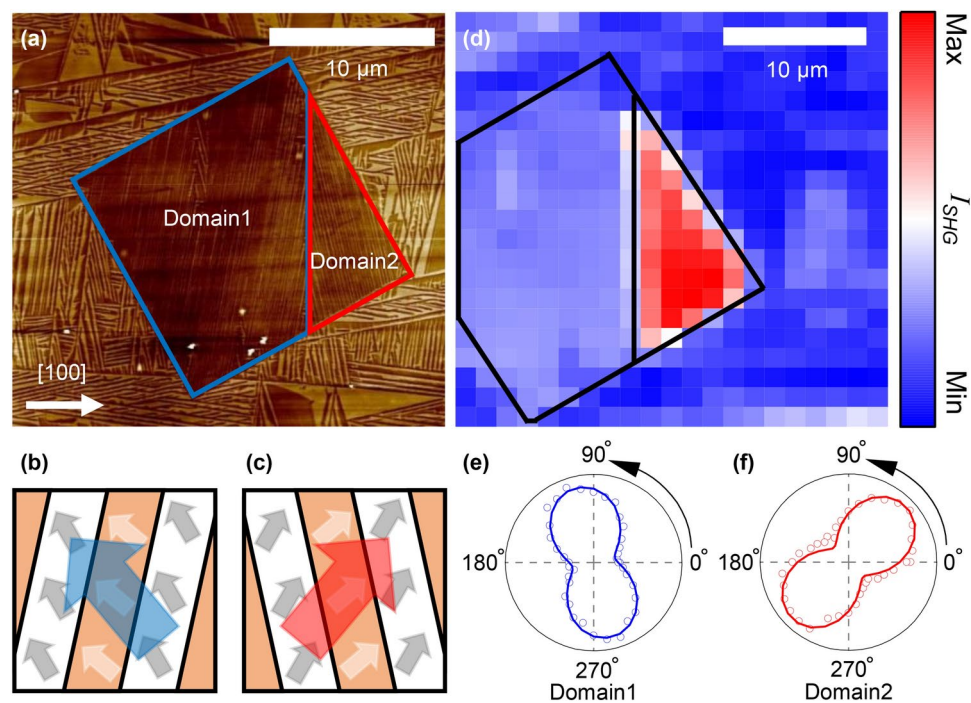 (a)
10 μm
Domain1
Domain2
[100]
(d)
10 μm
Max
I_SHG
Min
(b)
(c)
(e)
90°
180°
0°
270°
Domain1
(f)
90°
180°
0°
270°
Domain2